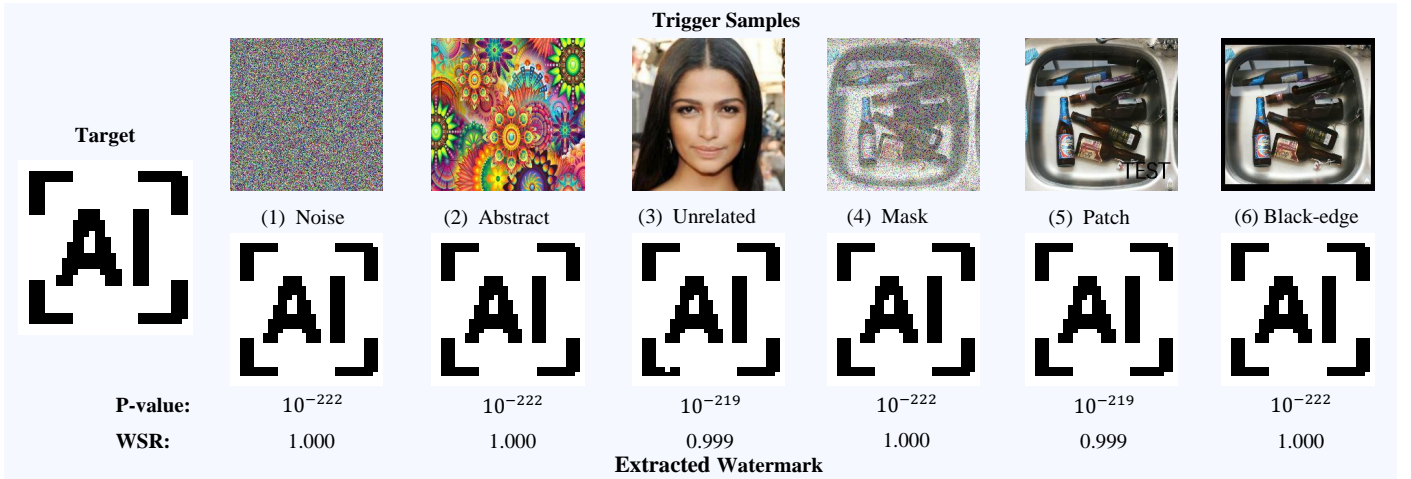 Trigger Samples
Target
TEST
(1) Noise
(2) Abstract
(3) Unrelated
(4) Mask
(5) Patch
(6) Black-edge
AI
AI
AI
AI
AI
AI
AI
P-value: 10⁻²²² 10⁻²²² 10⁻²¹⁹ 10⁻²²² 10⁻²¹⁹ 10⁻²²²
WSR: 1.000 1.000 0.999 1.000 0.999 1.000
Extracted Watermark